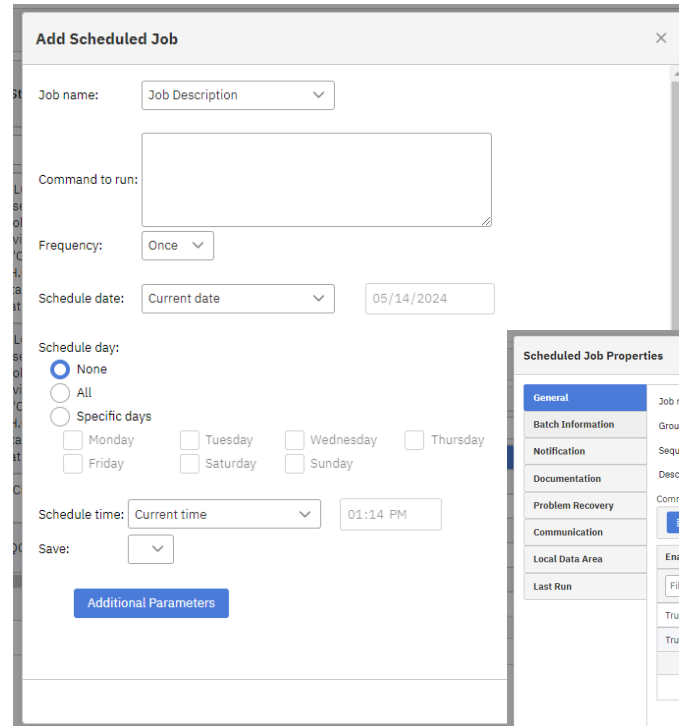 Add Scheduled Job
Job name: Job Description
Command to run:
Frequency: Once
Schedule date: Current date 05/14/2024
Schedule day:
None
All
Specific days
Monday Tuesday Wednesday Thursday
Friday Saturday Sunday
Schedule time: Current time 01:14 PM
Save:
Additional Parameters
Scheduled Job Properties
General
Batch Information
Notification
Documentation
Problem Recovery
Communication
Local Data Area
Last Run
Job